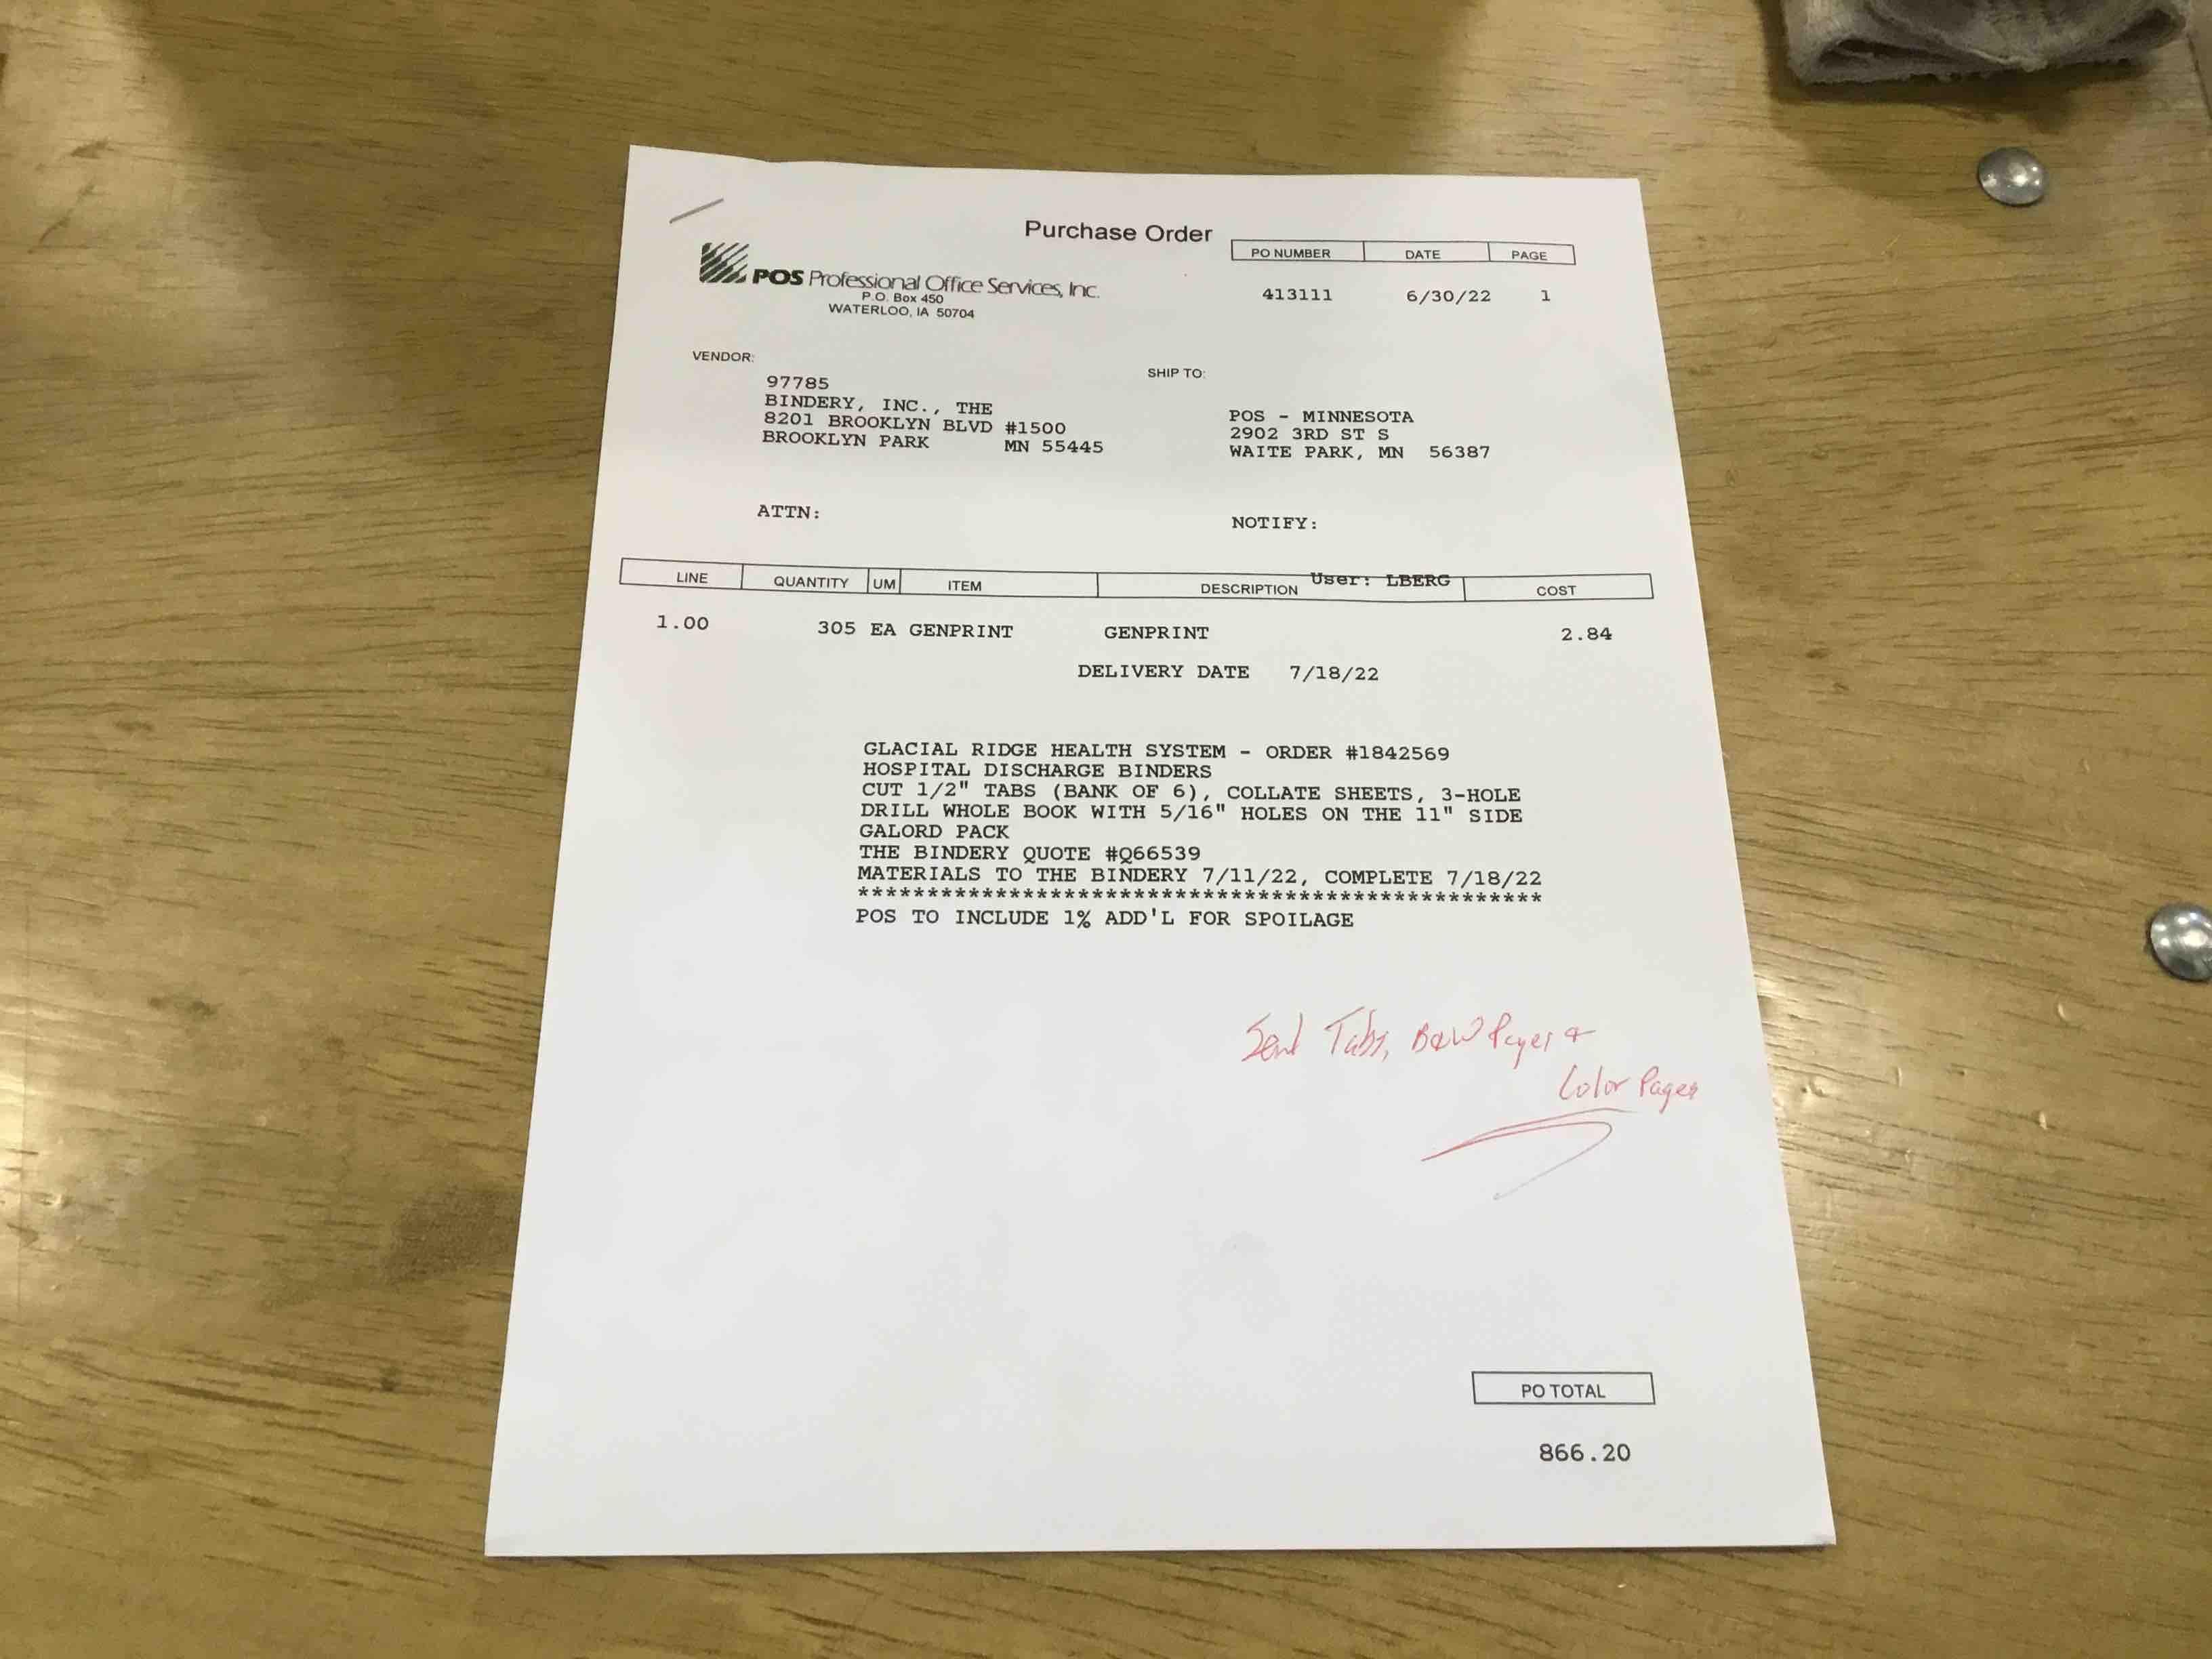 Purchase Order
PO NUMBER DATE PAGE
POS Professional Office Services, Inc.
P.O. Box 450
WATERLOO, IA 50704
413111 6/30/22 1
VENDOR:
97785
BINDERY, INC., THE
8201 BROOKLYN BLVD #1500
BROOKLYN PARK MN 55445
SHIP TO:
POS - MINNESOTA
2902 3RD ST S
WAITE PARK, MN 56387
ATTN:
NOTIFY:
User: LBERG
LINE QUANTITY UM ITEM DESCRIPTION COST
1.00 305 EA GENPRINT GENPRINT 2.84
DELIVERY DATE 7/18/22
GLACIAL RIDGE HEALTH SYSTEM - ORDER #1842569
HOSPITAL DISCHARGE BINDERS
CUT 1/2" TABS (BANK OF 6), COLLATE SHEETS, 3-HOLE
DRILL WHOLE BOOK WITH 5/16" HOLES ON THE 11" SIDE
GALORD PACK
THE BINDERY QUOTE #Q66539
MATERIALS TO THE BINDERY 7/11/22, COMPLETE 7/18/22
*************************************************
POS TO INCLUDE 1% ADD'L FOR SPOILAGE
Send Tabs, B&W Pages &
Color Pages
PO TOTAL
866.20